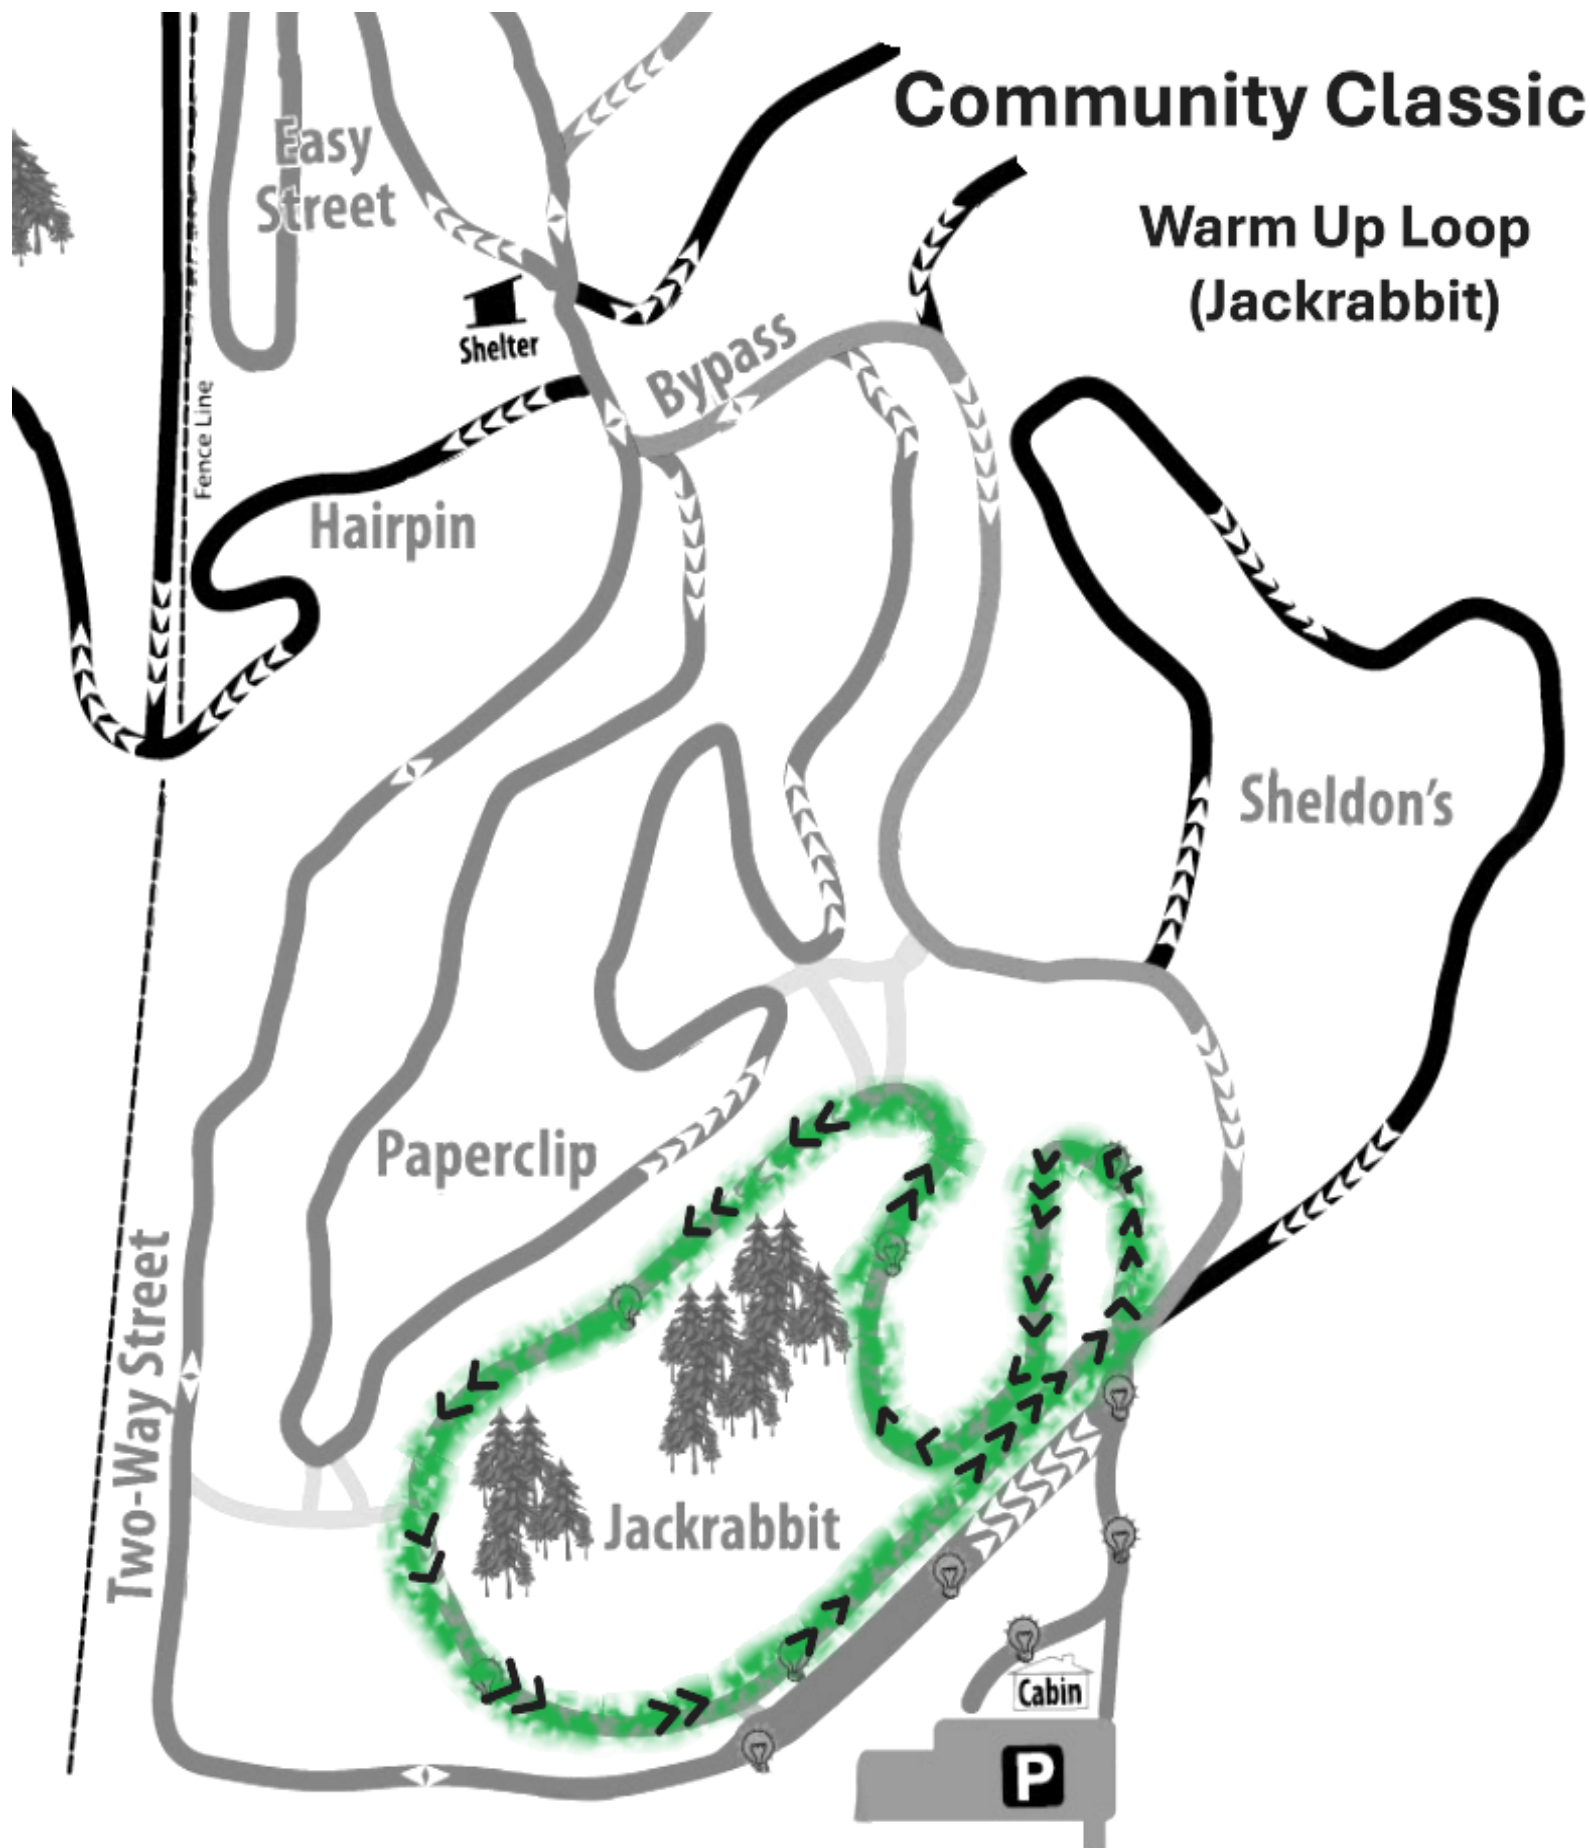 Community Classic
Warm Up Loop
(Jackrabbit)
Easy
Street
Shelter
Bypass
Fence Line
Hairpin
Sheldon's
Paperclip
Two-Way Street
Jackrabbit
Cabin
P